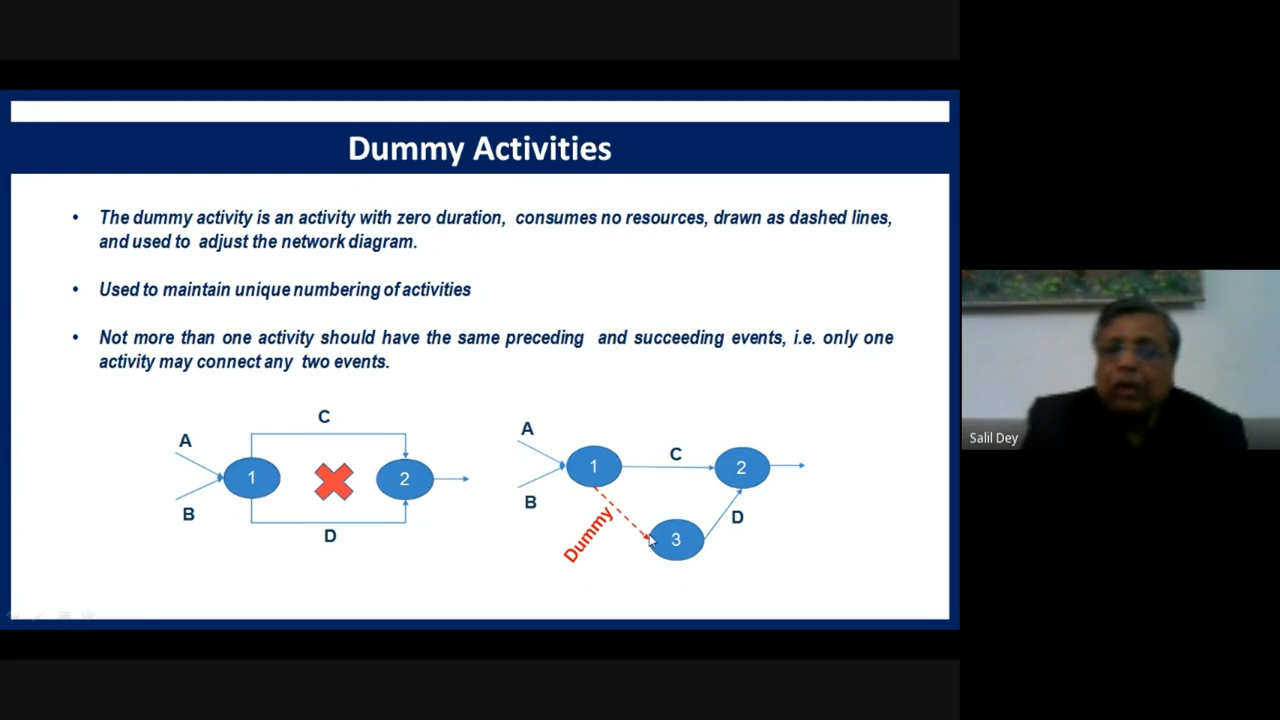 Dummy Activities
• The dummy activity is an activity with zero duration, consumes no resources, drawn as dashed lines,
and used to adjust the network diagram.
• Used to maintain unique numbering of activities
• Not more than one activity should have the same preceding and succeeding events, i.e. only one
activity may connect any two events.
C
A
1
2
B
D
A
C
1
2
B
D
Dummy
3
Salil Dey